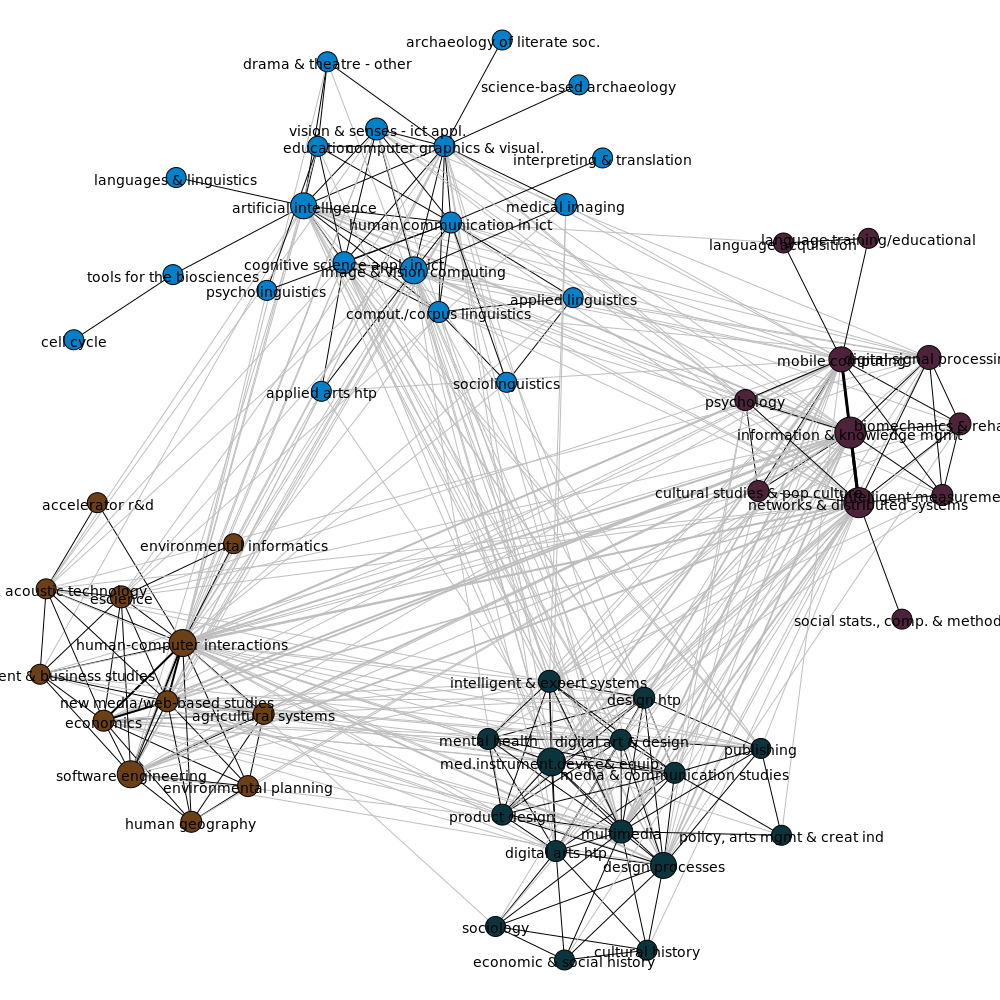 archaeology of literate soc.
drama & theatre - other
science-based archaeology
vision & senses - ict appl.
education
computer graphics & visual.
interpreting & translation
languages & linguistics
artificial intelligence
medical imaging
human communication in ict
language acquisition
language training/educational
cognitive science appl. in ict
image & vision computing
tools for the biosciences
psycholinguistics
applied linguistics
comput./corpus linguistics
cell cycle
mobile computing
digital signal processin
sociolinguistics
applied arts htp
psychology
biomechanics & reha
information & knowledge mgmt
cultural studies & pop culture
intelligent measureme
networks & distributed systems
accelerator r&d
environmental informatics
acoustic technology
escience
social stats., comp. & method
human-computer interactions
ent & business studies
intelligent & expert systems
design htp
new media/web-based studies
agricultural systems
economics
mental health
digital art & design
publishing
med.instrument.device& equip.
media & communication studies
software engineering
environmental planning
product design
human geography
multimedia
policy, arts mgmt & creat ind
digital arts htp
design processes
sociology
cultural history
economic & social history